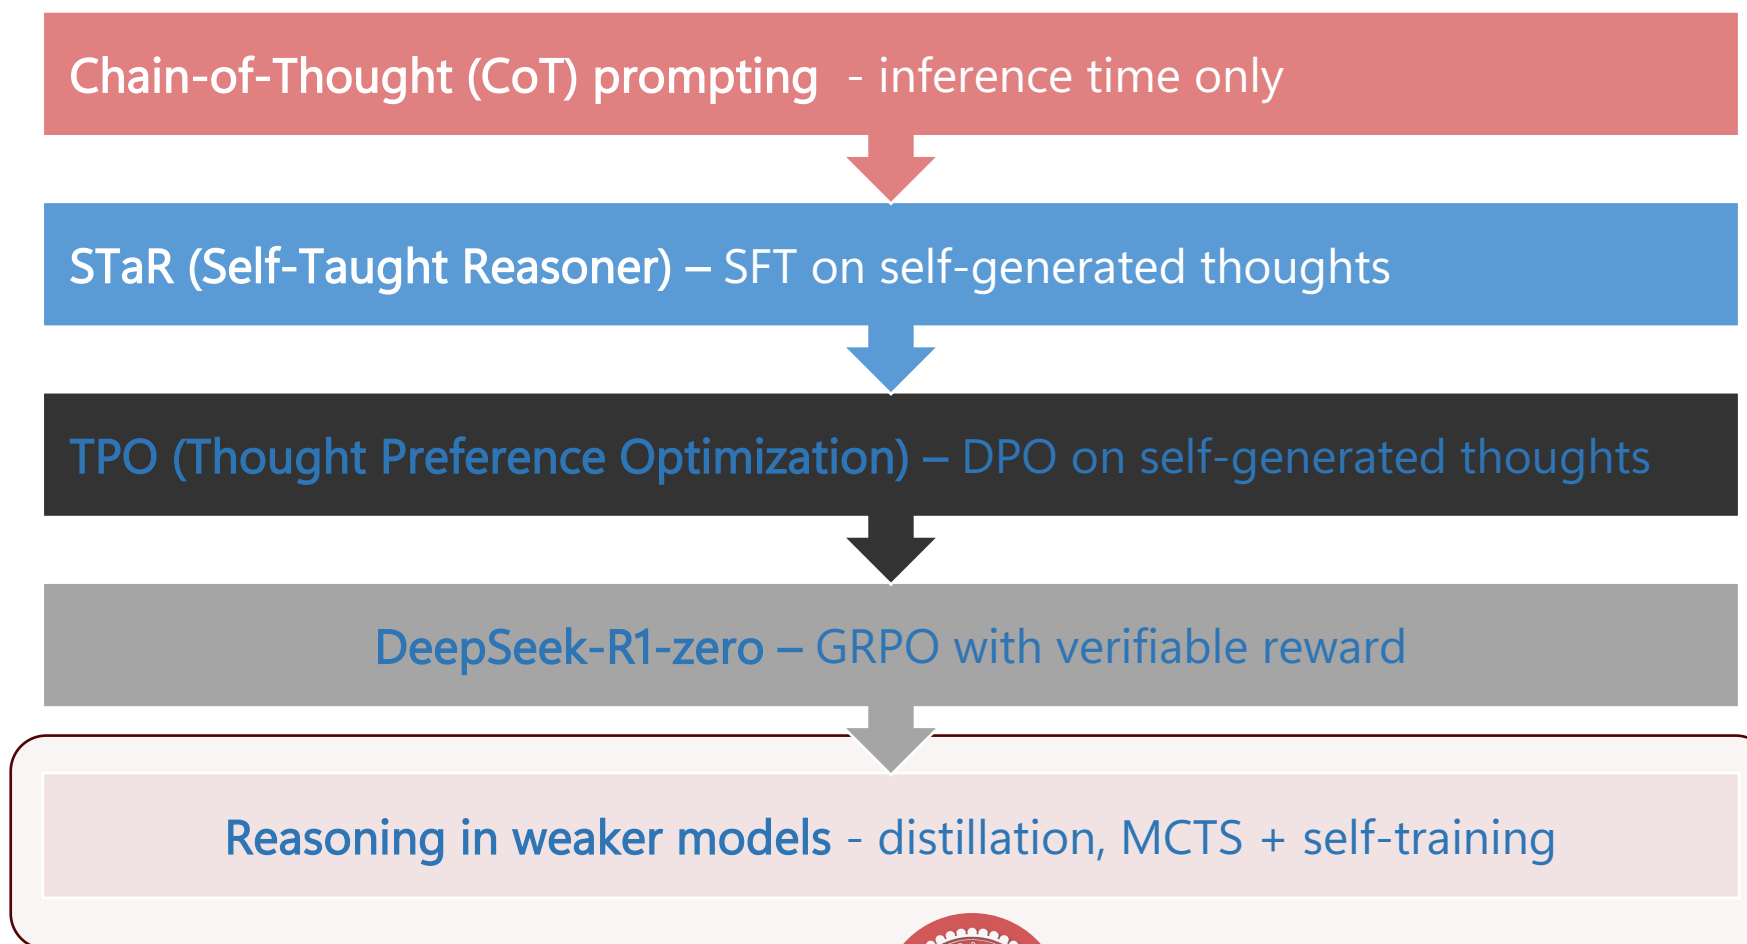 Chain-of-Thought (CoT) prompting - inference time only
STaR (Self-Taught Reasoner) – SFT on self-generated thoughts
TPO (Thought Preference Optimization) – DPO on self-generated thoughts
DeepSeek-R1-zero – GRPO with verifiable reward
Reasoning in weaker models - distillation, MCTS + self-training